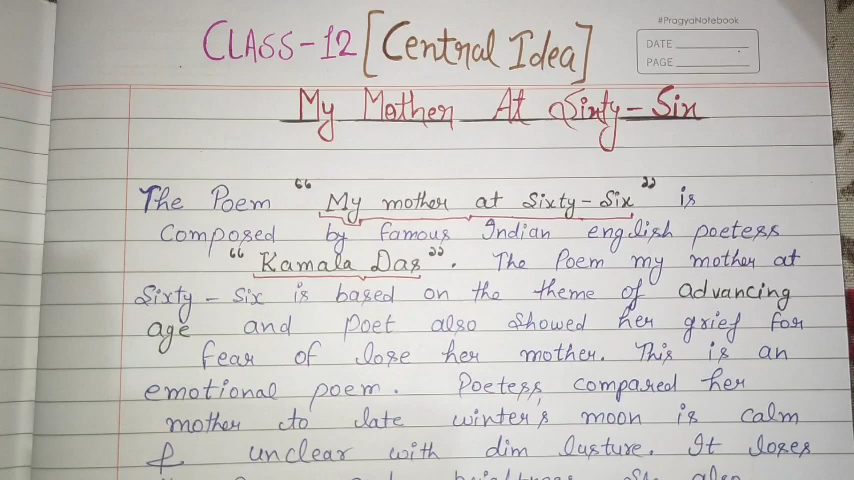 #PragyaNotebook
CLASS-12 [Central Idea]
DATE
PAGE
My Mother At Sixty-Six
The Poem "My mother at Sixty-Six" is
composed by famous Indian english poetess
"Kamala Das". The Poem my mother at
Sixty-six is based on the theme of advancing
age and poet also showed her grief for
fear of lose her mother. This is an
emotional poem. Poetess compared her
mother to late winter's moon is calm
& unclear with dim lusture. It loses